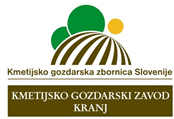 Kmetijsko gozdarska zbornica Slovenije
KMETIJSKO GOZDARSKI ZAVOD
KRANJ